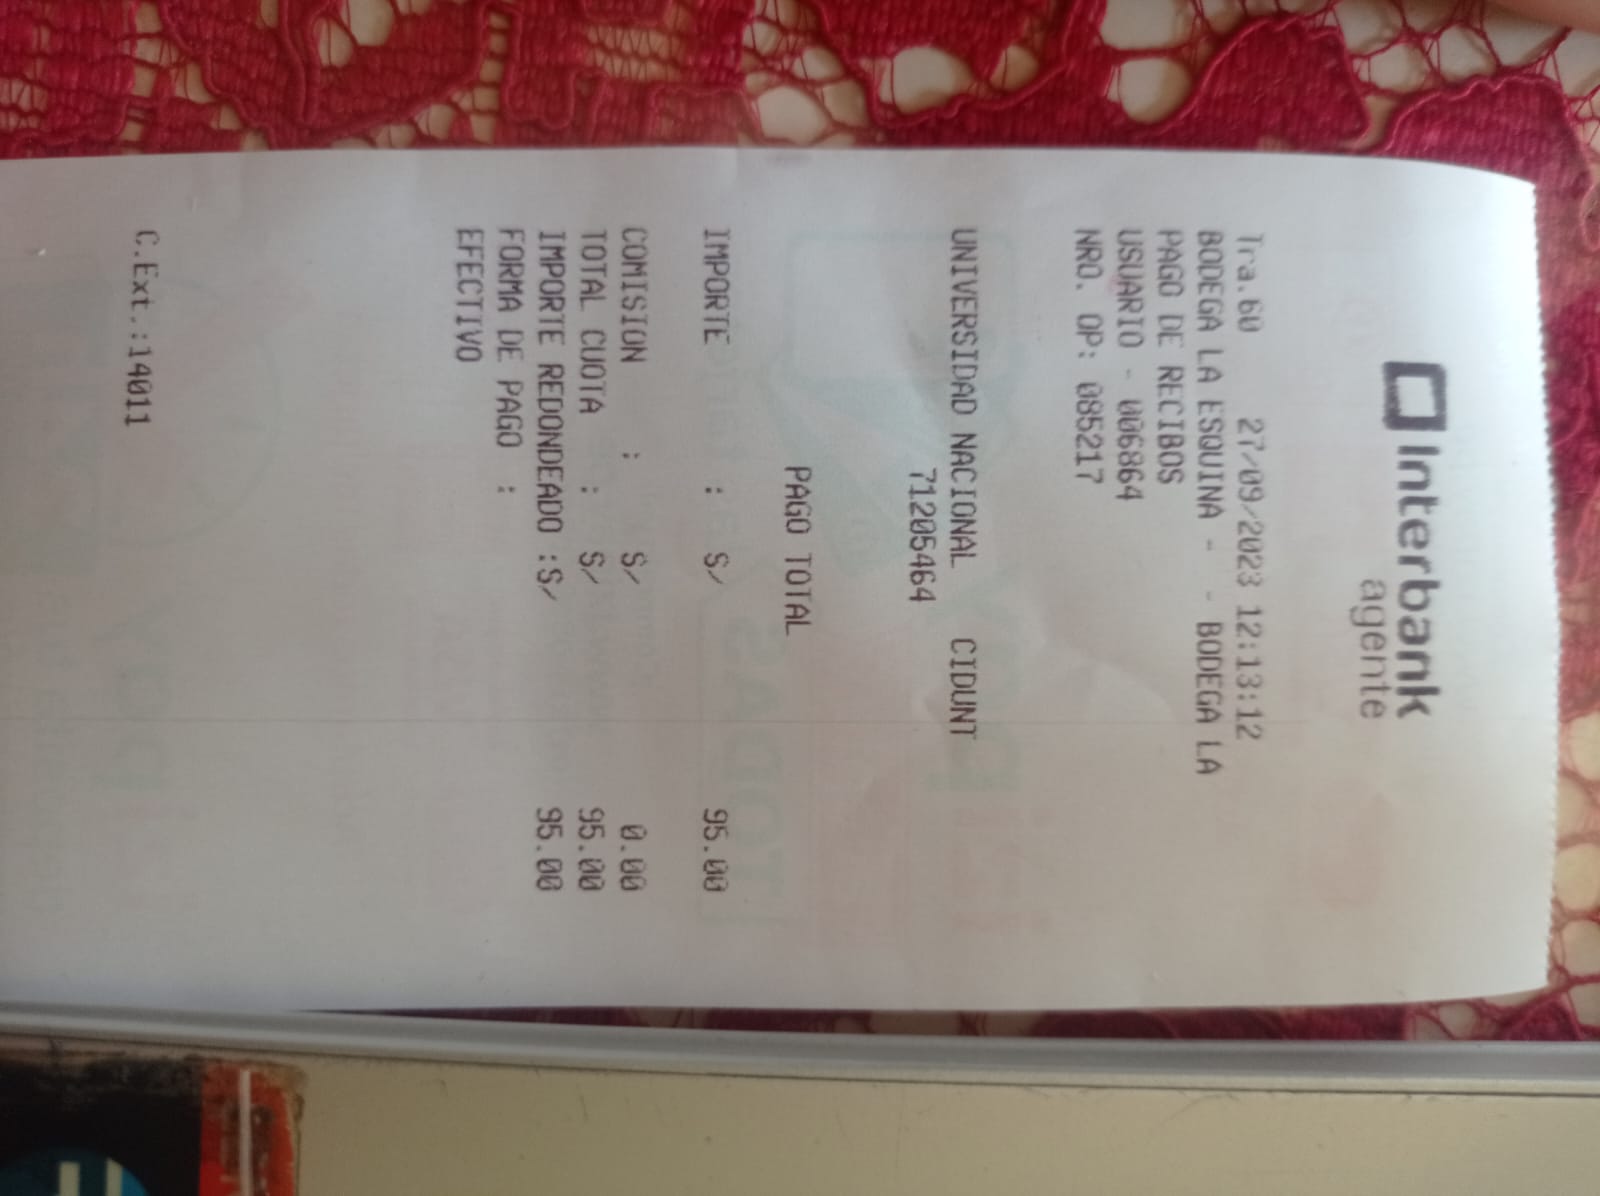 Interbank
agente
Tra.60 27/09/2023 12:13:12
BODEGA LA ESQUINA - - BODEGA LA
PAGO DE RECIBOS
USUARIO - 006864
NRO. OP: 085217
UNIVERSIDAD NACIONAL CIDUNT
71205464
PAGO TOTAL
IMPORTE : S/ 95.00
COMISION : S/ 0.00
TOTAL CUOTA : S/ 95.00
IMPORTE REDONDEADO :S/ 95.00
FORMA DE PAGO :
EFECTIVO
C.Ext.:14011